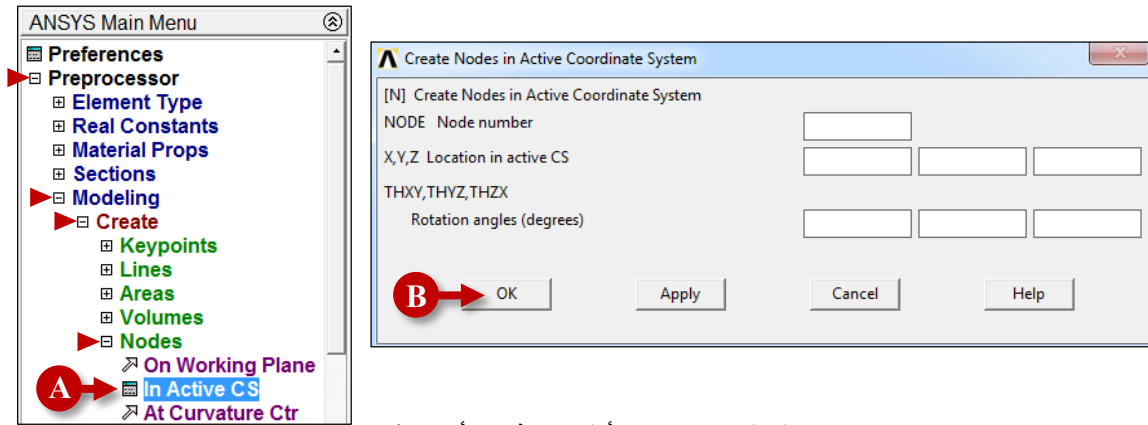 ANSYS Main Menu
Preferences
Preprocessor
Element Type
Real Constants
Material Props
Sections
Modeling
Create
Keypoints
Lines
Areas
Volumes
Nodes
On Working Plane
A
In Active CS
At Curvature Ctr
Create Nodes in Active Coordinate System
[N] Create Nodes in Active Coordinate System
NODE Node number
X,Y,Z Location in active CS
THXY,THYZ,THZX
Rotation angles (degrees)
B OK Apply Cancel Help